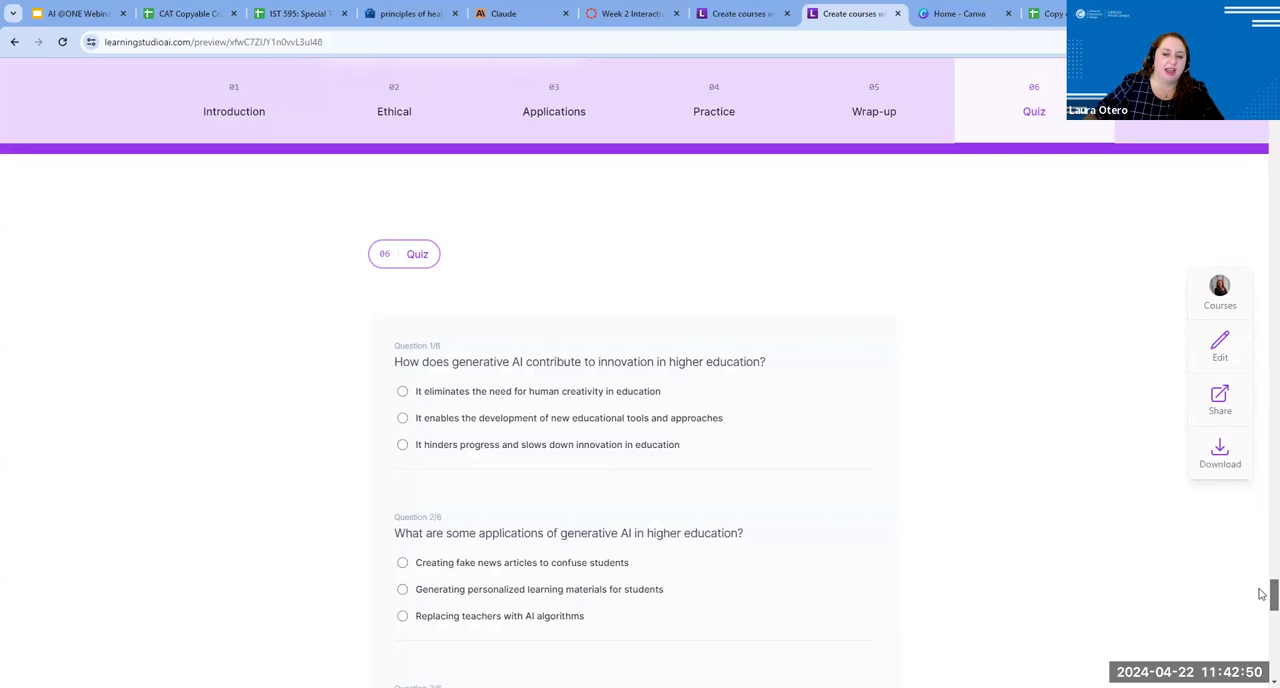 AI @ONE Webina
CAT Copyable Co
IST 595: Special T
Principles of heal
Claude
Week 2 Interacti
Create courses w
Create courses w
Home - Canva
Copy
learningstudioai.com/preview/xfwC7ZlJY1n0vvL3ul48
Laura Otero
01
Introduction
02
Ethical
03
Applications
04
Practice
05
Wrap-up
06
Quiz
06 Quiz
Question 1/6
How does generative AI contribute to innovation in higher education?
It eliminates the need for human creativity in education
It enables the development of new educational tools and approaches
It hinders progress and slows down innovation in education
Question 2/6
What are some applications of generative AI in higher education?
Creating fake news articles to confuse students
Generating personalized learning materials for students
Replacing teachers with AI algorithms
Courses
Edit
Share
Download
2024-04-22 11:42:50